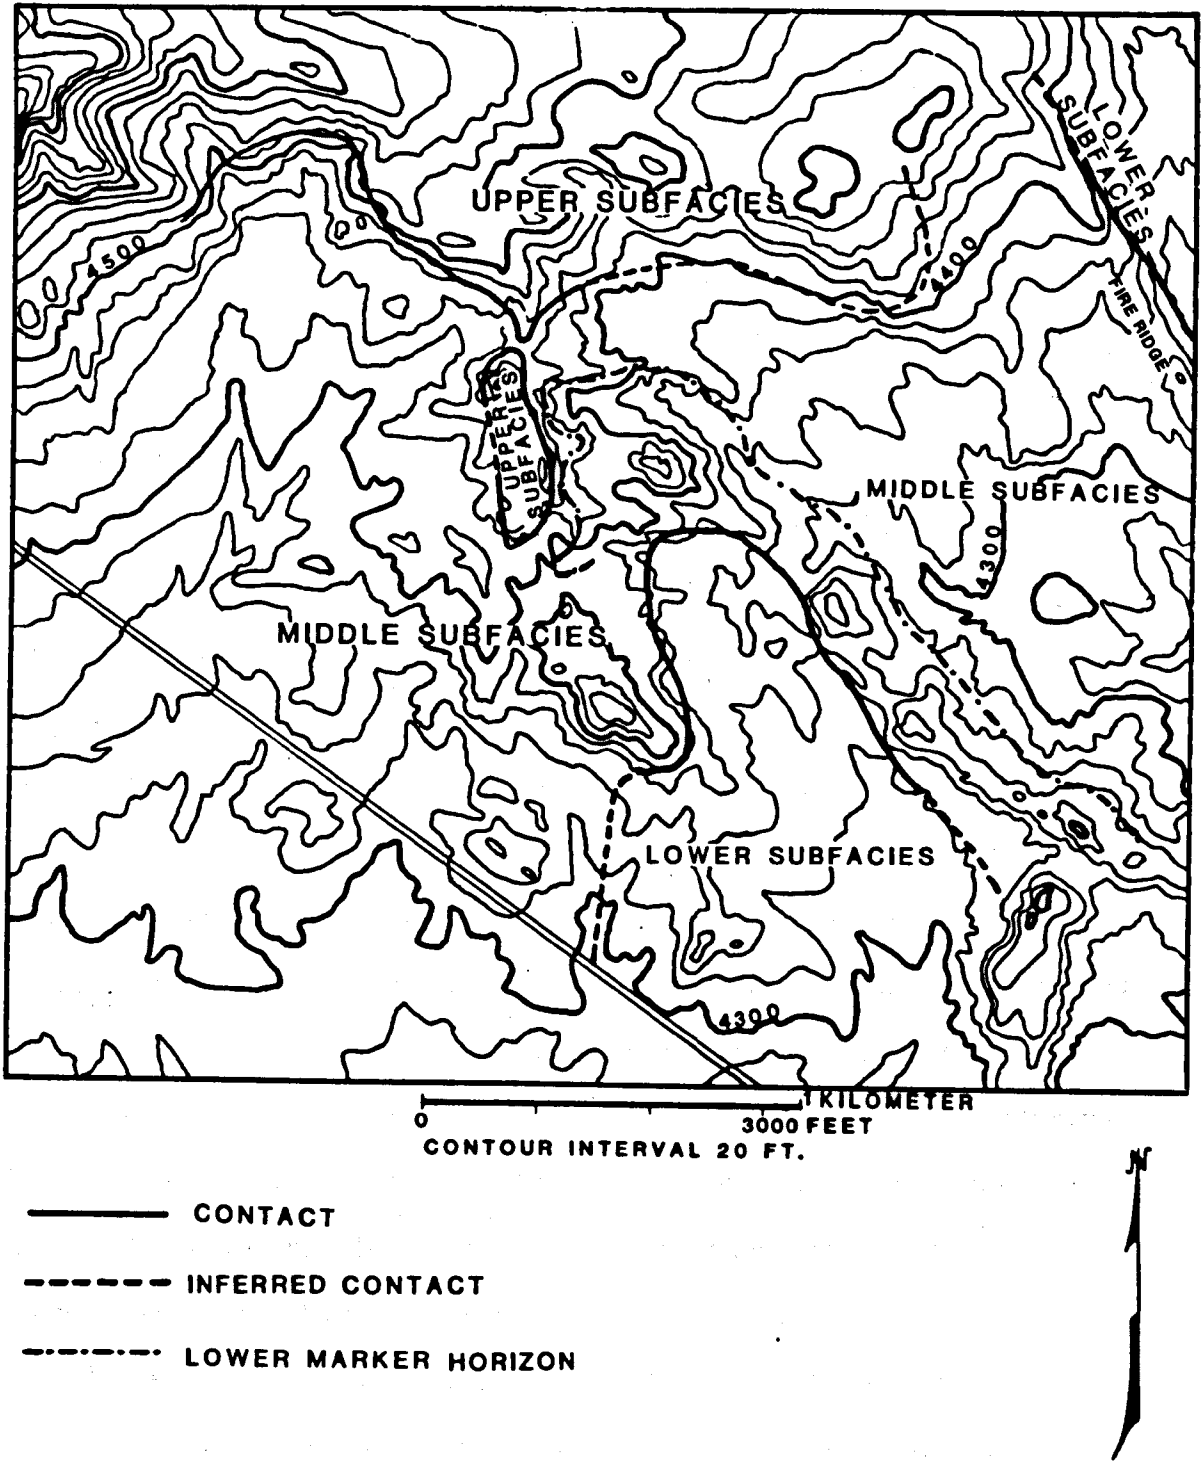 LOWER
SUBFACIES
UPPER SUBFACIES
4500
4400
FIRE RIDGE
UPPER
SUBFACIES
MIDDLE SUBFACIES
4300
MIDDLE SUBFACIES
LOWER SUBFACIES
4300
1 KILOMETER
0 3000 FEET
CONTOUR INTERVAL 20 FT.
N
CONTACT
INFERRED CONTACT
LOWER MARKER HORIZON